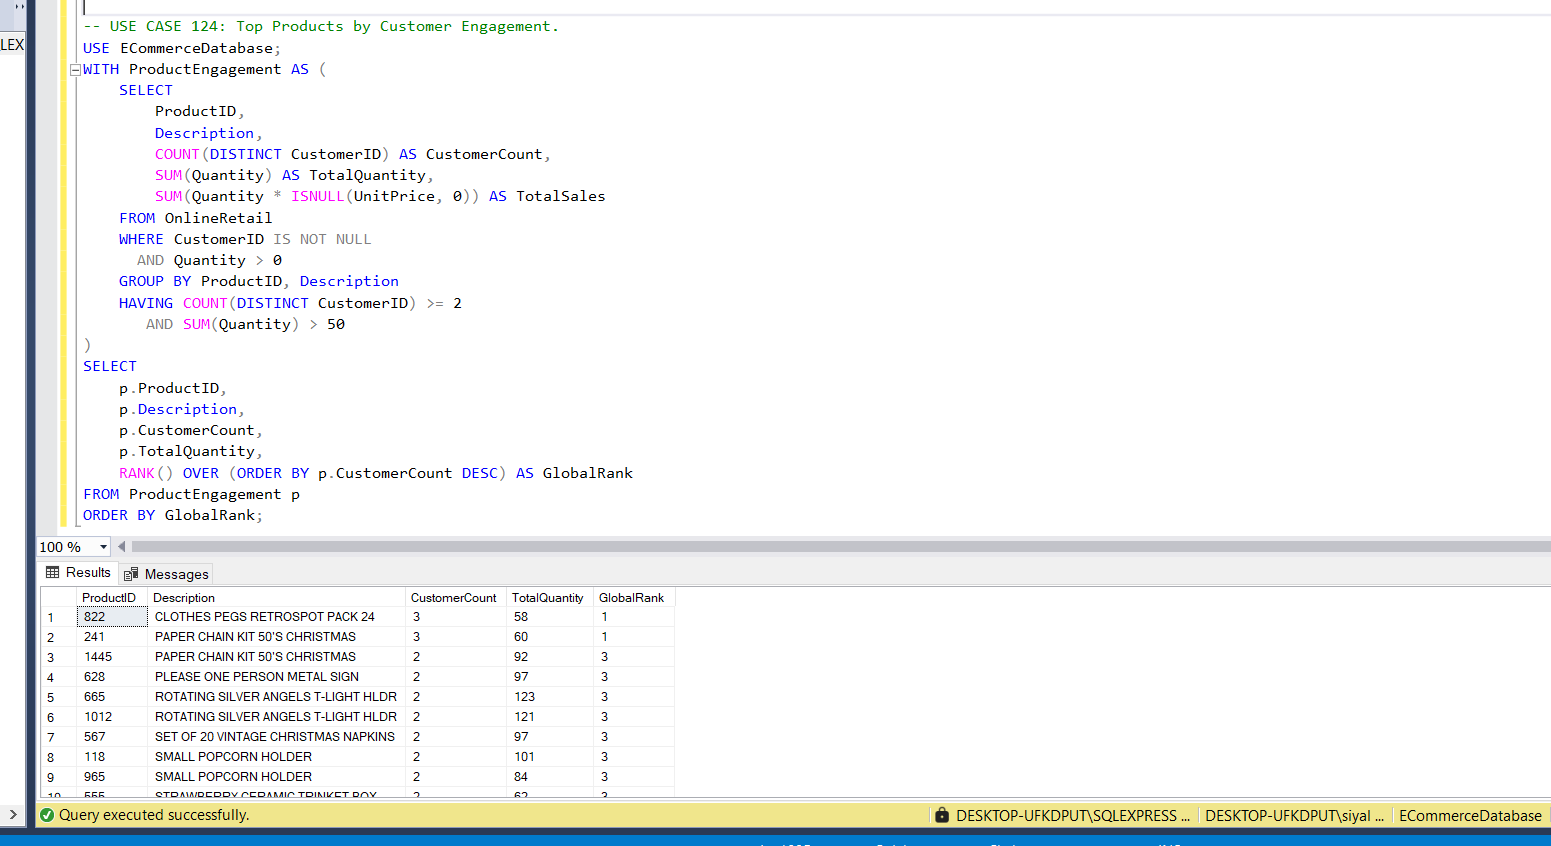 LEX
-- USE CASE 124: Top Products by Customer Engagement.
USE ECommerceDatabase;
WITH ProductEngagement AS (
SELECT
ProductID,
Description,
COUNT(DISTINCT CustomerID) AS CustomerCount,
SUM(Quantity) AS TotalQuantity,
SUM(Quantity * ISNULL(UnitPrice, 0)) AS TotalSales
FROM OnlineRetail
WHERE CustomerID IS NOT NULL
AND Quantity > 0
GROUP BY ProductID, Description
HAVING COUNT(DISTINCT CustomerID) >= 2
AND SUM(Quantity) > 50
)
SELECT
p.ProductID,
p.Description,
p.CustomerCount,
p.TotalQuantity,
RANK() OVER (ORDER BY p.CustomerCount DESC) AS GlobalRank
FROM ProductEngagement p
ORDER BY GlobalRank;
100 %
Results Messages
ProductID Description CustomerCount TotalQuantity GlobalRank
1 822 CLOTHES PEGS RETROSPOT PACK 24 3 58 1
2 241 PAPER CHAIN KIT 50'S CHRISTMAS 3 60 1
3 1445 PAPER CHAIN KIT 50'S CHRISTMAS 2 92 3
4 628 PLEASE ONE PERSON METAL SIGN 2 97 3
5 665 ROTATING SILVER ANGELS T-LIGHT HLDR 2 123 3
6 1012 ROTATING SILVER ANGELS T-LIGHT HLDR 2 121 3
7 567 SET OF 20 VINTAGE CHRISTMAS NAPKINS 2 97 3
8 118 SMALL POPCORN HOLDER 2 101 3
9 965 SMALL POPCORN HOLDER 2 84 3
10 555 STRAWBERRY CERAMIC TRINKET BOX 2 62 3
Query executed successfully. DESKTOP-UFKDPUT\SQLEXPRESS ... DESKTOP-UFKDPUT\siyal ... ECommerceDatabase